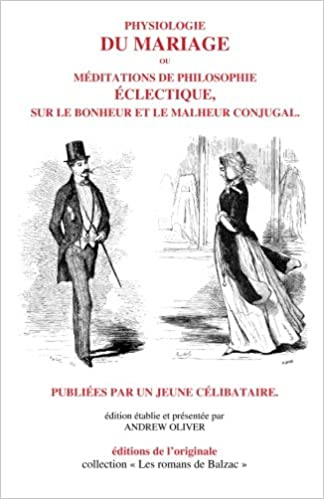 PHYSIOLOGIE
DU MARIAGE
OU
MÉDITATIONS DE PHILOSOPHIE
ÉCLECTIQUE,
SUR LE BONHEUR ET LE MALHEUR CONJUGAL.
PUBLIÉES PAR UN JEUNE CÉLIBATAIRE.
édition établie et présentée par
ANDREW OLIVER
éditions de l’originale
collection « Les romans de Balzac »